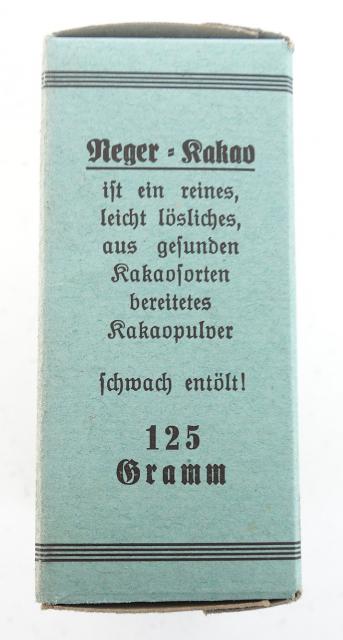 Neger-Kakao
ist ein reines,
leicht lösliches,
aus gesunden
Kakaosorten
bereitetes
Kakaopulver
schwach entölt!
125
Gramm